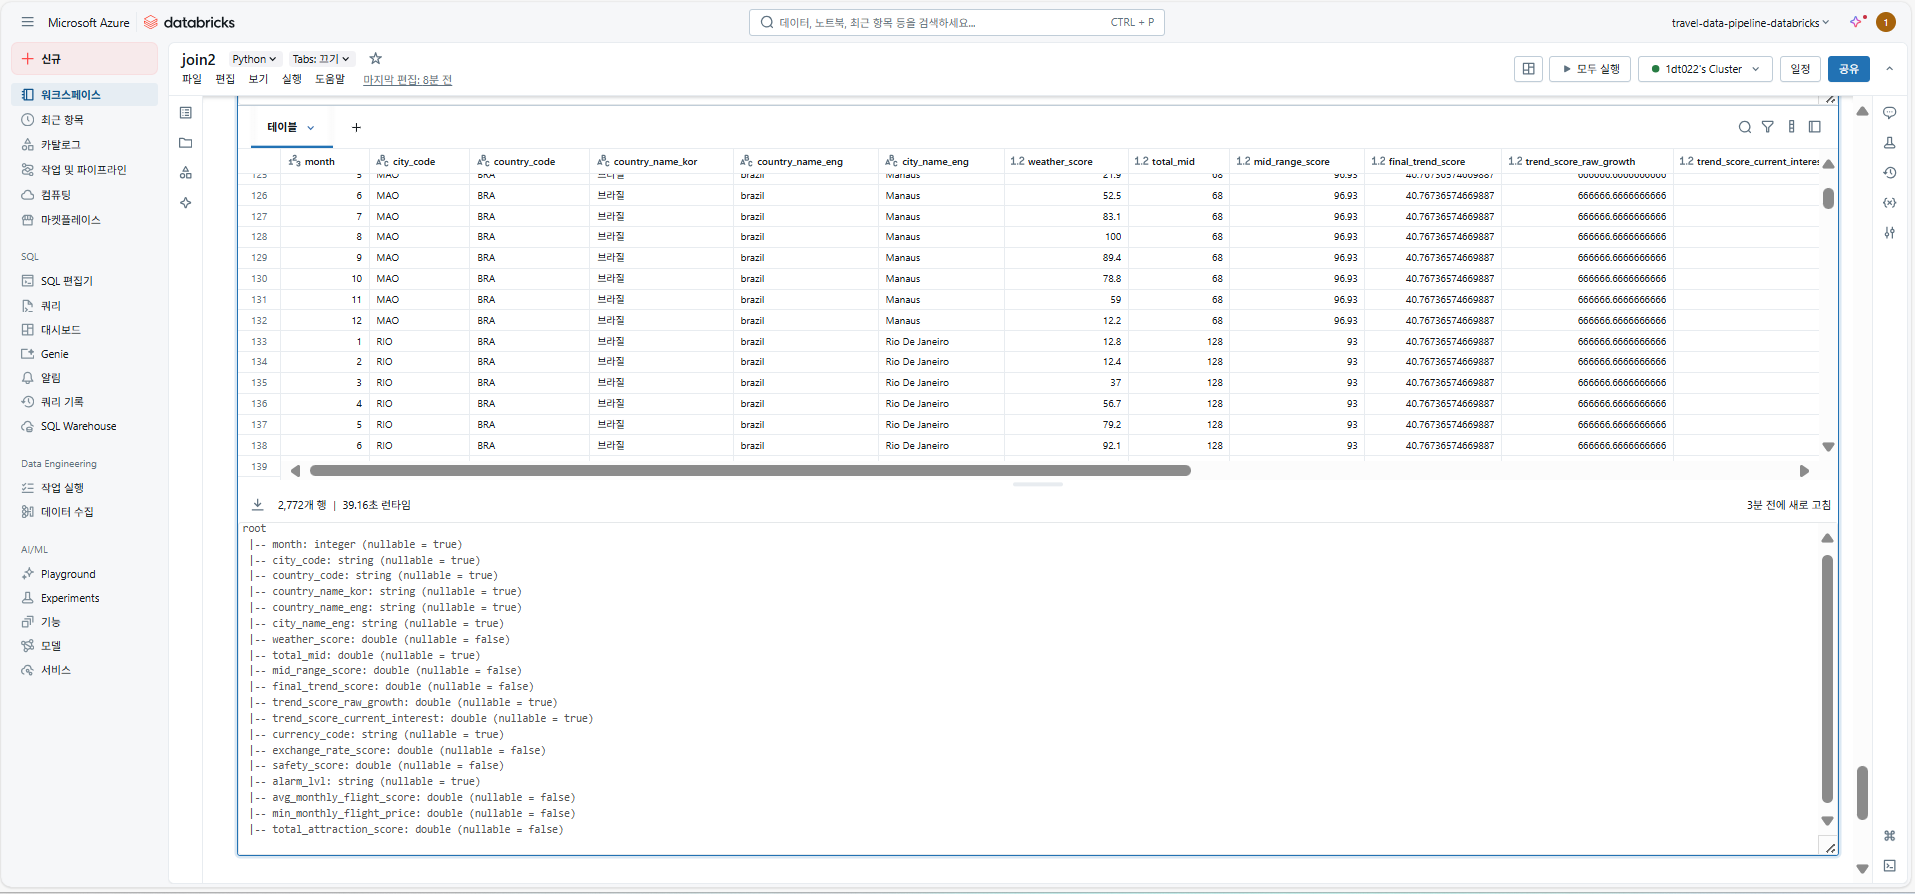 Microsoft Azure databricks
데이터, 노트북, 최근 항목 등을 검색하세요... CTRL + P
travel-data-pipeline-databricks
1
신규
워크스페이스
최근 항목
카탈로그
작업 및 파이프라인
컴퓨팅
마켓플레이스
SQL
SQL 편집기
쿼리
대시보드
Genie
알림
쿼리 기록
SQL Warehouse
Data Engineering
작업 실행
데이터 수집
AI/ML
Playground
Experiments
기능
모델
서비스
join2 Python Tabs: 끄기
파일 편집 보기 실행 도움말 마지막 편집: 8분 전
모두 실행 1dt022's Cluster 일정 공유
테이블 +
month city_code country_code country_name_kor country_name_eng city_name_eng 1.2 weather_score 1.2 total_mid 1.2 mid_range_score 1.2 final_trend_score 1.2 trend_score_raw_growth 1.2 trend_score_current_interes
125 5 MAO BRA 브라질 brazil Manaus 21.9 68 96.93 40.76736574669887 666666.6666666666
126 6 MAO BRA 브라질 brazil Manaus 52.5 68 96.93 40.76736574669887 666666.6666666666
127 7 MAO BRA 브라질 brazil Manaus 83.1 68 96.93 40.76736574669887 666666.6666666666
128 8 MAO BRA 브라질 brazil Manaus 100 68 96.93 40.76736574669887 666666.6666666666
129 9 MAO BRA 브라질 brazil Manaus 89.4 68 96.93 40.76736574669887 666666.6666666666
130 10 MAO BRA 브라질 brazil Manaus 78.8 68 96.93 40.76736574669887 666666.6666666666
131 11 MAO BRA 브라질 brazil Manaus 59 68 96.93 40.76736574669887 666666.6666666666
132 12 MAO BRA 브라질 brazil Manaus 12.2 68 96.93 40.76736574669887 666666.6666666666
133 1 RIO BRA 브라질 brazil Rio De Janeiro 12.8 128 93 40.76736574669887 666666.6666666666
134 2 RIO BRA 브라질 brazil Rio De Janeiro 12.4 128 93 40.76736574669887 666666.6666666666
135 3 RIO BRA 브라질 brazil Rio De Janeiro 37 128 93 40.76736574669887 666666.6666666666
136 4 RIO BRA 브라질 brazil Rio De Janeiro 56.7 128 93 40.76736574669887 666666.6666666666
137 5 RIO BRA 브라질 brazil Rio De Janeiro 79.2 128 93 40.76736574669887 666666.6666666666
138 6 RIO BRA 브라질 brazil Rio De Janeiro 92.1 128 93 40.76736574669887 666666.6666666666
139
2,772개 행 | 39.16초 런타임 3분 전에 새로 고침
root
|-- month: integer (nullable = true)
|-- city_code: string (nullable = true)
|-- country_code: string (nullable = true)
|-- country_name_kor: string (nullable = true)
|-- country_name_eng: string (nullable = true)
|-- city_name_eng: string (nullable = true)
|-- weather_score: double (nullable = false)
|-- total_mid: double (nullable = true)
|-- mid_range_score: double (nullable = false)
|-- final_trend_score: double (nullable = false)
|-- trend_score_raw_growth: double (nullable = true)
|-- trend_score_current_interest: double (nullable = true)
|-- currency_code: string (nullable = true)
|-- exchange_rate_score: double (nullable = false)
|-- safety_score: double (nullable = false)
|-- alarm_lvl: string (nullable = true)
|-- avg_monthly_flight_score: double (nullable = false)
|-- min_monthly_flight_price: double (nullable = false)
|-- total_attraction_score: double (nullable = false)